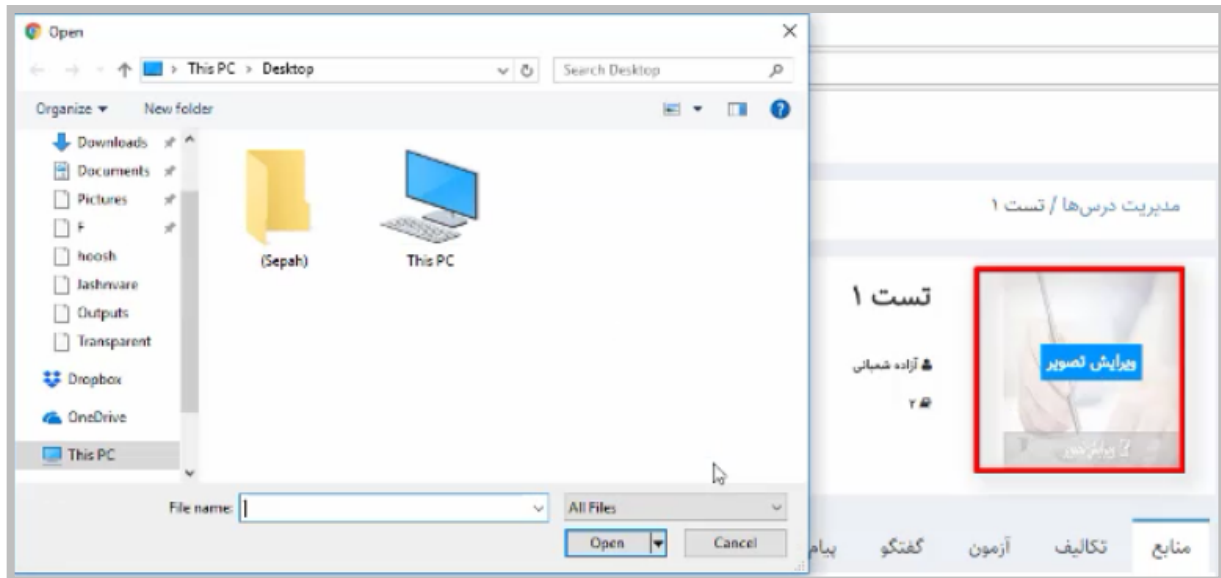 Open
This PC > Desktop
Search Desktop
Organize
New folder
Downloads
Documents
Pictures
F
hoosh
Jashnvare
Outputs
Transparent
Dropbox
OneDrive
This PC
(Sepah)
This PC
File name:
All Files
Open
Cancel
مدیریت درس‌ها / تست ۱
تست ۱
آزاده شعبانی
۲
ویرایش تصویر
منابع
تکالیف
آزمون
گفتگو
پیام